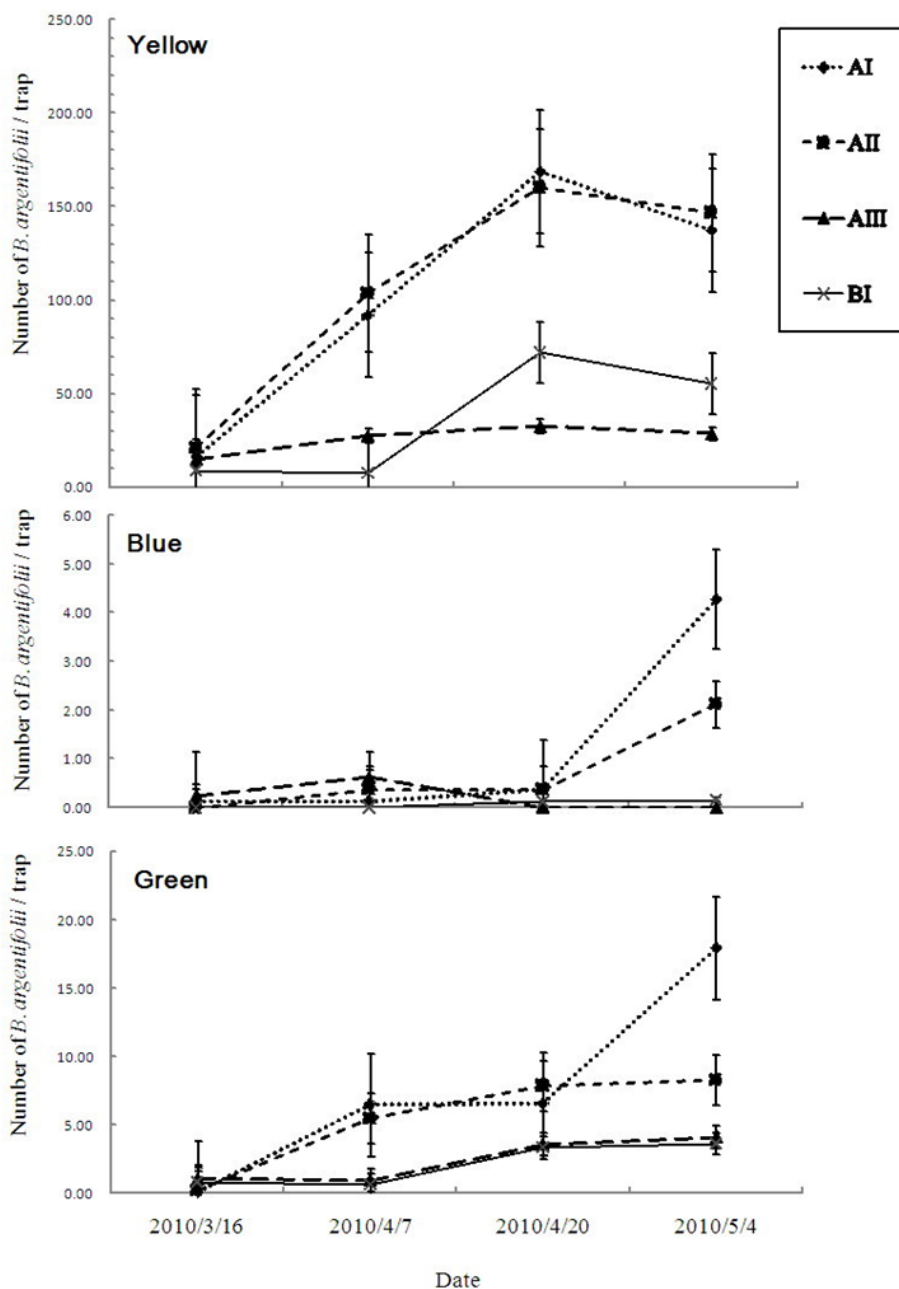 Yellow
Number of B. argentifolii / trap
250.00
200.00
150.00
100.00
50.00
0.00
AI
AII
AIII
BI
Blue
Number of B. argentifolii / trap
6.00
5.00
4.00
3.00
2.00
1.00
0.00
Green
Number of B. argentifolii / trap
25.00
20.00
15.00
10.00
5.00
0.00
2010/3/16 2010/4/7 2010/4/20 2010/5/4
Date